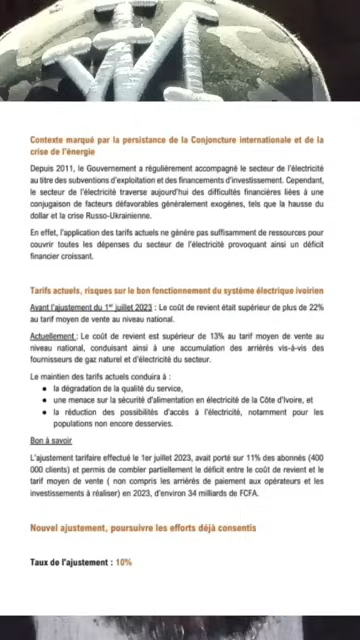 Contexte marqué par la persistance de la Conjoncture internationale et de la
crise de l'énergie
Depuis 2011, le Gouvernement a régulièrement accompagné le secteur de l'électricité
au titre des subventions d'exploitation et des financements d'investissement. Cependant,
le secteur de l'électricité traverse aujourd'hui des difficultés financières liées à une
conjugaison de facteurs défavorables généralement exogènes, tels que la hausse du
dollar et la crise Russo-Ukrainienne.
En effet, l'application des tarifs actuels ne génère pas suffisamment de ressources pour
couvrir toutes les dépenses du secteur de l'électricité provoquant ainsi un déficit
financier croissant.
Tarifs actuels, risques sur le bon fonctionnement du système électrique ivoirien
Avant l'ajustement du 1er juillet 2023 : Le coût de revient était supérieur de plus de 22%
au tarif moyen de vente au niveau national.
Actuellement : Le coût de revient est supérieur de 13% au tarif moyen de vente au
niveau national, conduisant ainsi à une accumulation des arriérés vis-à-vis des
fournisseurs de gaz naturel et d'électricité du secteur.
Le maintien des tarifs actuels conduira à :
• la dégradation de la qualité du service,
• une menace sur la sécurité d'alimentation en électricité de la Côte d'Ivoire, et
• la réduction des possibilités d'accès à l'électricité, notamment pour les
populations non encore desservies.
Bon à savoir
L'ajustement tarifaire effectué le 1er juillet 2023, avait porté sur 11% des abonnés (400
000 clients) et permis de combler partiellement le déficit entre le coût de revient et le
tarif moyen de vente ( non compris les arriérés de paiement aux opérateurs et les
investissements à réaliser) en 2023, d'environ 34 milliards de FCFA.
Nouvel ajustement, poursuivre les efforts déjà consentis
Taux de l'ajustement : 10%